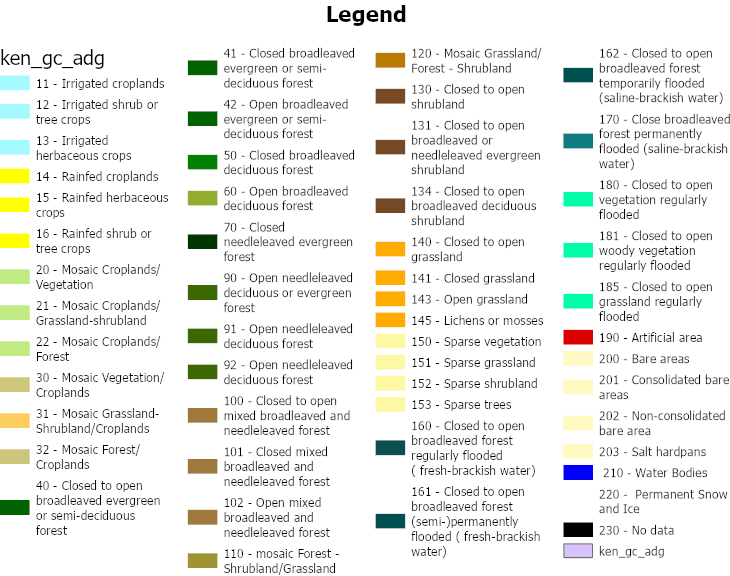 Legend
ken_gc_adg
11 - Irrigated croplands
12 - Irrigated shrub or
tree crops
13 - Irrigated
herbaceous crops
14 - Rainfed croplands
15 - Rainfed herbaceous
crops
16 - Rainfed shrub or
tree crops
20 - Mosaic Croplands/
Vegetation
21 - Mosaic Croplands/
Grassland-shrubland
22 - Mosaic Croplands/
Forest
30 - Mosaic Vegetation/
Croplands
31 - Mosaic Grassland-
Shrubland/Croplands
32 - Mosaic Forest/
Croplands
40 - Closed to open
broadleaved evergreen
or semi-deciduous
forest
41 - Closed broadleaved
evergreen or semi-
deciduous forest
42 - Open broadleaved
evergreen or semi-
deciduous forest
50 - Closed broadleaved
deciduous forest
60 - Open broadleaved
deciduous forest
70 - Closed
needleleaved evergreen
forest
90 - Open needleleaved
deciduous or evergreen
forest
91 - Open needleleaved
deciduous forest
92 - Open needleleaved
deciduous forest
100 - Closed to open
mixed broadleaved and
needleleaved forest
101 - Closed mixed
broadleaved and
needleleaved forest
102 - Open mixed
broadleaved and
needleleaved forest
110 - mosaic Forest -
Shrubland/Grassland
120 - Mosaic Grassland/
Forest - Shrubland
130 - Closed to open
shrubland
131 - Closed to open
broadleaved or
needleleaved evergreen
shrubland
134 - Closed to open
broadleaved deciduous
shrubland
140 - Closed to open
grassland
141 - Closed grassland
143 - Open grassland
145 - Lichens or mosses
150 - Sparse vegetation
151 - Sparse grassland
152 - Sparse shrubland
153 - Sparse trees
160 - Closed to open
broadleaved forest
regularly flooded
( fresh-brackish water)
161 - Closed to open
broadleaved forest
(semi-)permanently
flooded ( fresh-brackish
water)
162 - Closed to open
broadleaved forest
temporarily flooded
(saline-brackish water)
170 - Close broadleaved
forest permanently
flooded (saline-brackish
water)
180 - Closed to open
vegetation regularly
flooded
181 - Closed to open
woody vegetation
regularly flooded
185 - Closed to open
grassland regularly
flooded
190 - Artificial area
200 - Bare areas
201 - Consolidated bare
areas
202 - Non-consolidated
bare area
203 - Salt hardpans
210 - Water Bodies
220 -  Permanent Snow
and Ice
230 - No data
ken_gc_adg